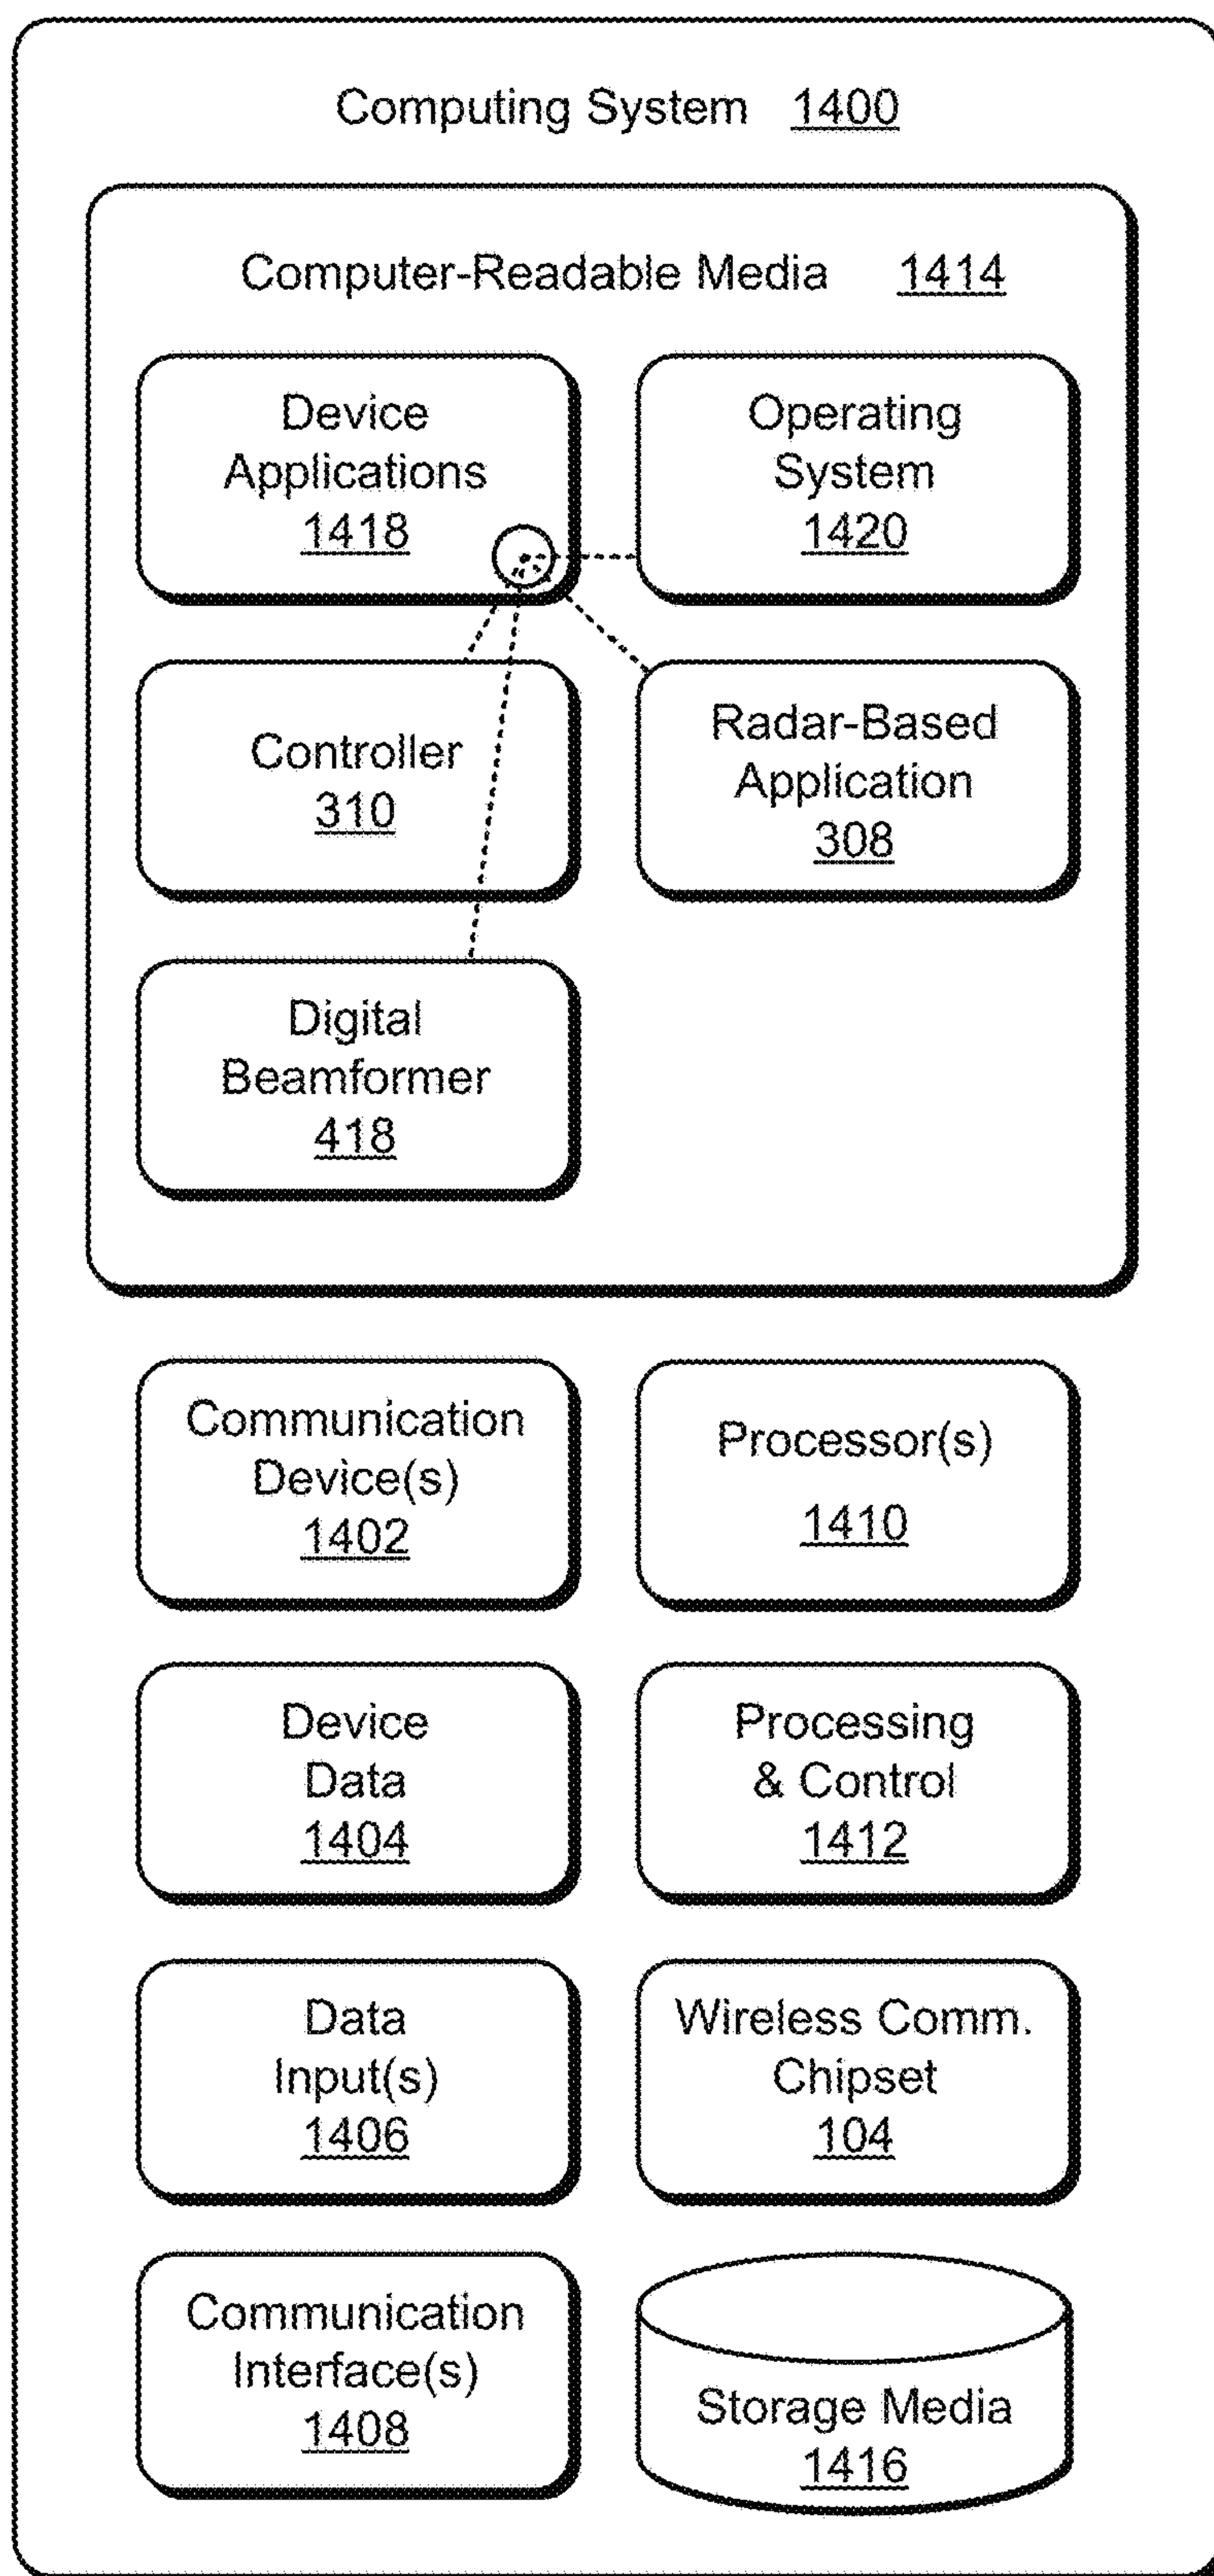 Computing System 1400
Computer-Readable Media 1414
Device
Applications
1418
Operating
System
1420
Controller
310
Radar-Based
Application
308
Digital
Beamformer
418
Communication
Device(s)
1402
Processor(s)
1410
Device
Data
1404
Processing
& Control
1412
Data
Input(s)
1406
Wireless Comm.
Chipset
104
Communication
Interface(s)
1408
Storage Media
1416